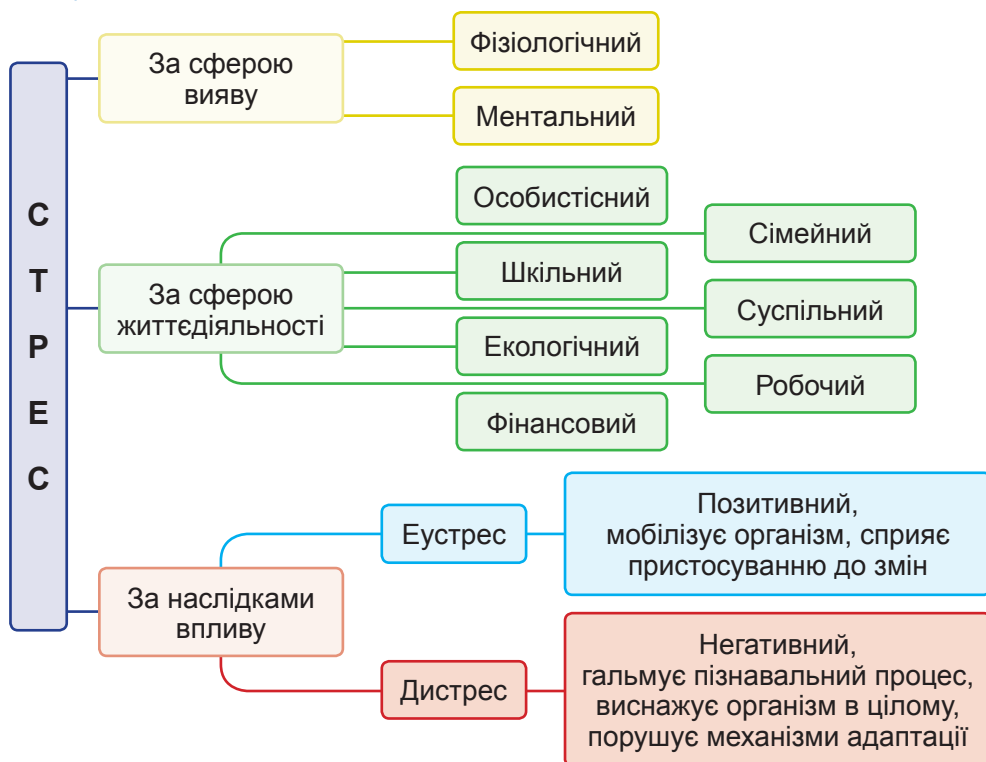 СТРЕС
За сферою
вияву
Фізіологічний
Ментальний
За сферою
життєдіяльності
Особистісний
Сімейний
Шкільний
Суспільний
Екологічний
Робочий
Фінансовий
За наслідками
впливу
Еустрес
Позитивний,
мобілізує організм, сприяє
пристосуванню до змін
Дистрес
Негативний,
гальмує пізнавальний процес,
виснажує організм в цілому,
порушує механізми адаптації